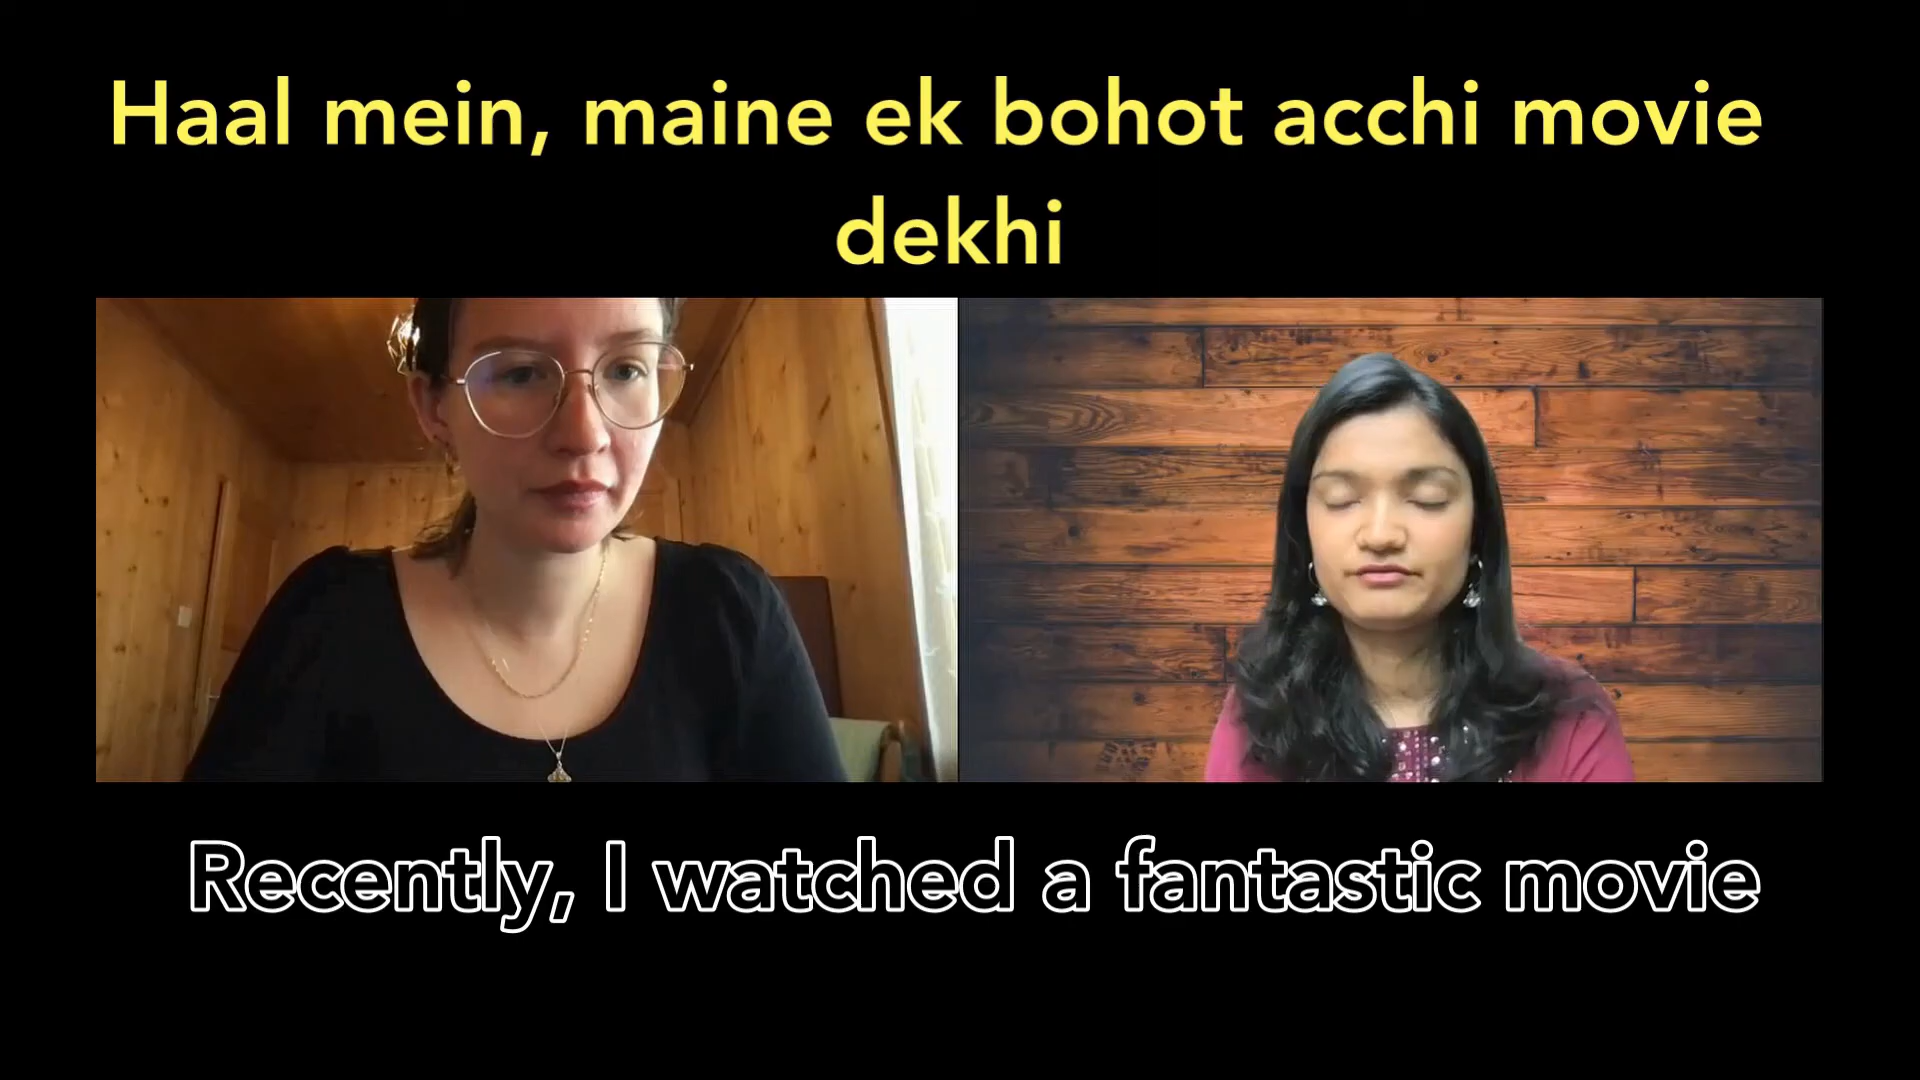 Haal mein, maine ek bohot acchi movie
dekhi
Recently, I watched a fantastic movie